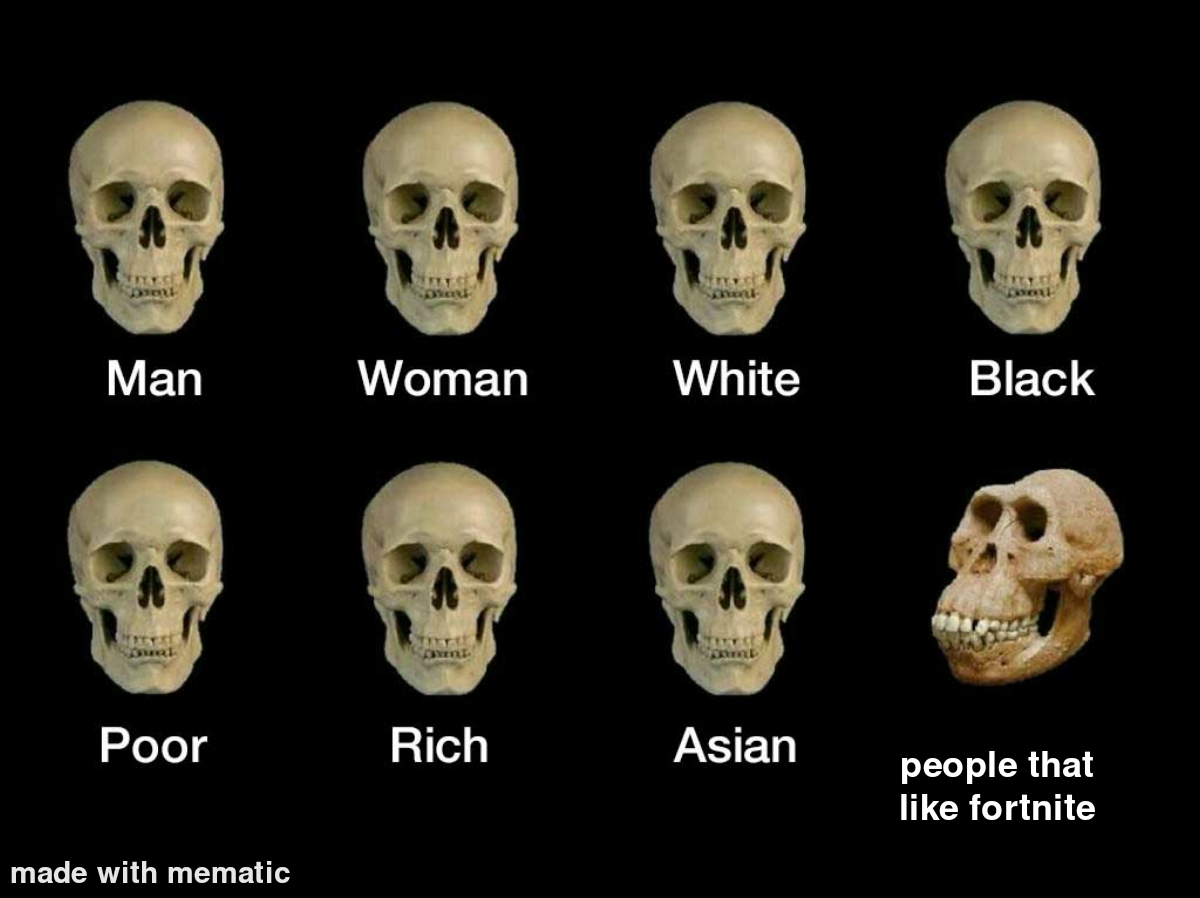 Man
Woman
White
Black
Poor
Rich
Asian
people that
like fortnite
made with mematic